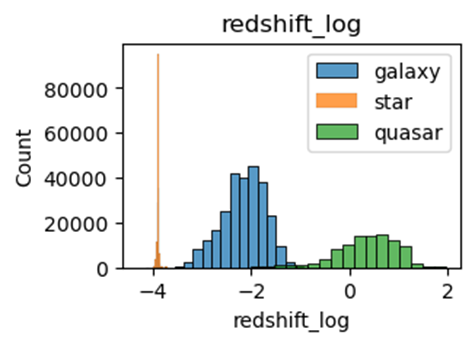 redshift_log
galaxy
star
quasar
80000
60000
40000
20000
0
Count
−4
−2
0
2
redshift_log